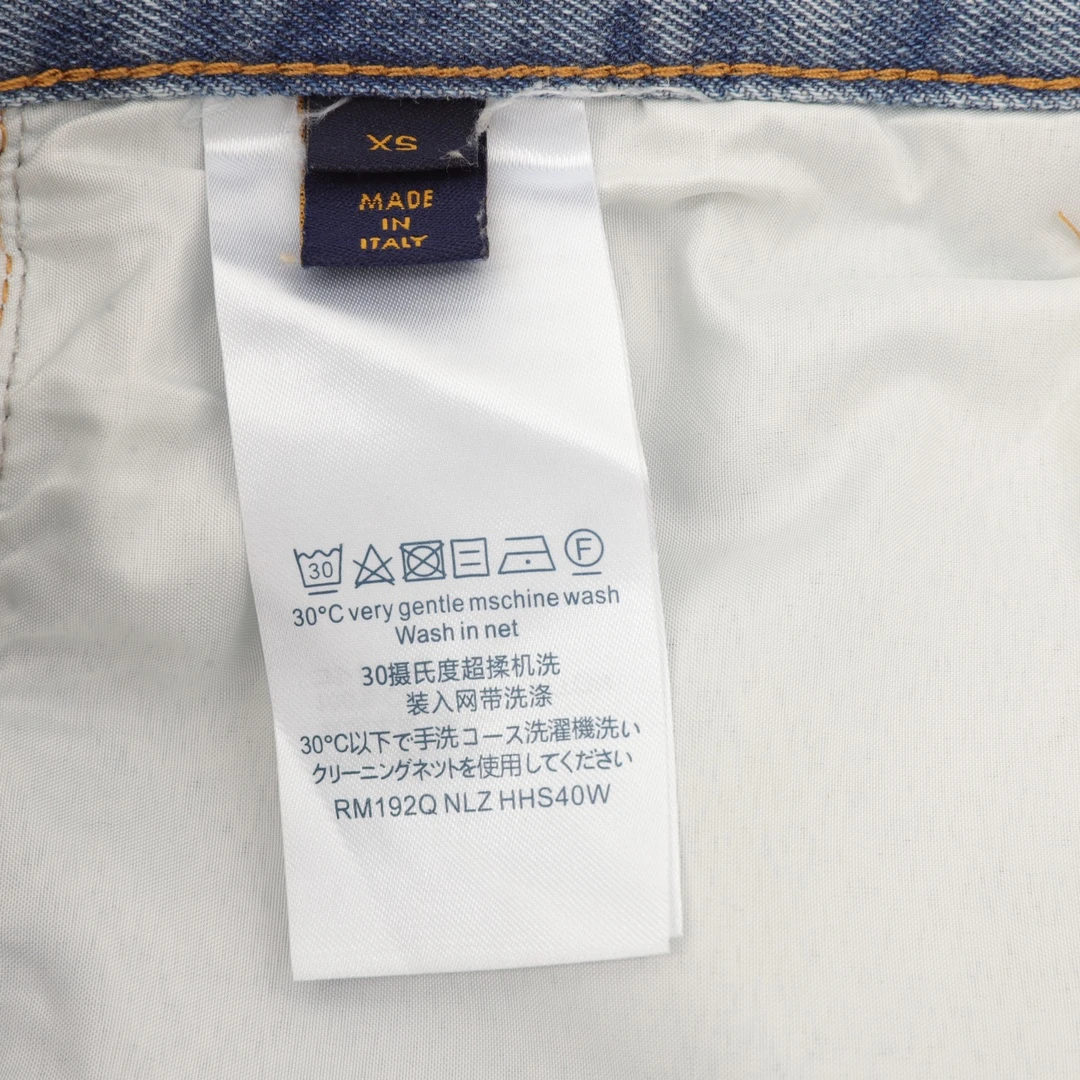 XS
MADE
IN
ITALY
30
F
30°C very gentle mschine wash
Wash in net
30摄氏度超揉机洗
装入网带洗涤
30°C以下で手洗コース洗濯機洗い
クリーニングネットを使用してください
RM192Q NLZ HHS40W